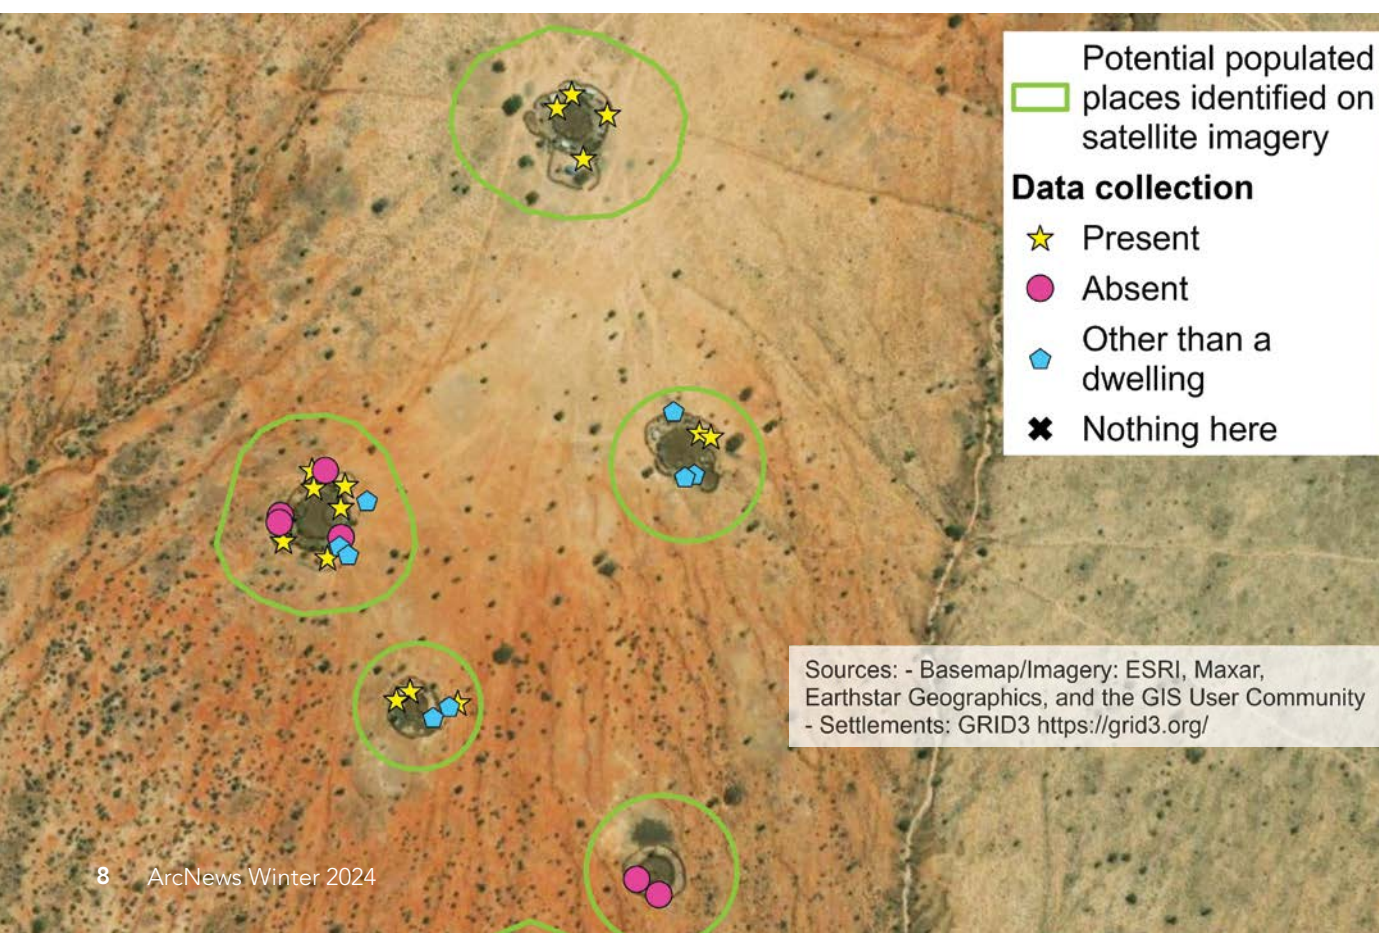 Potential populated
places identified on
satellite imagery
Data collection
Present
Absent
Other than a
dwelling
Nothing here
Sources: - Basemap/Imagery: ESRI, Maxar,
Earthstar Geographics, and the GIS User Community
- Settlements: GRID3 https://grid3.org/
8 ArcNews Winter 2024